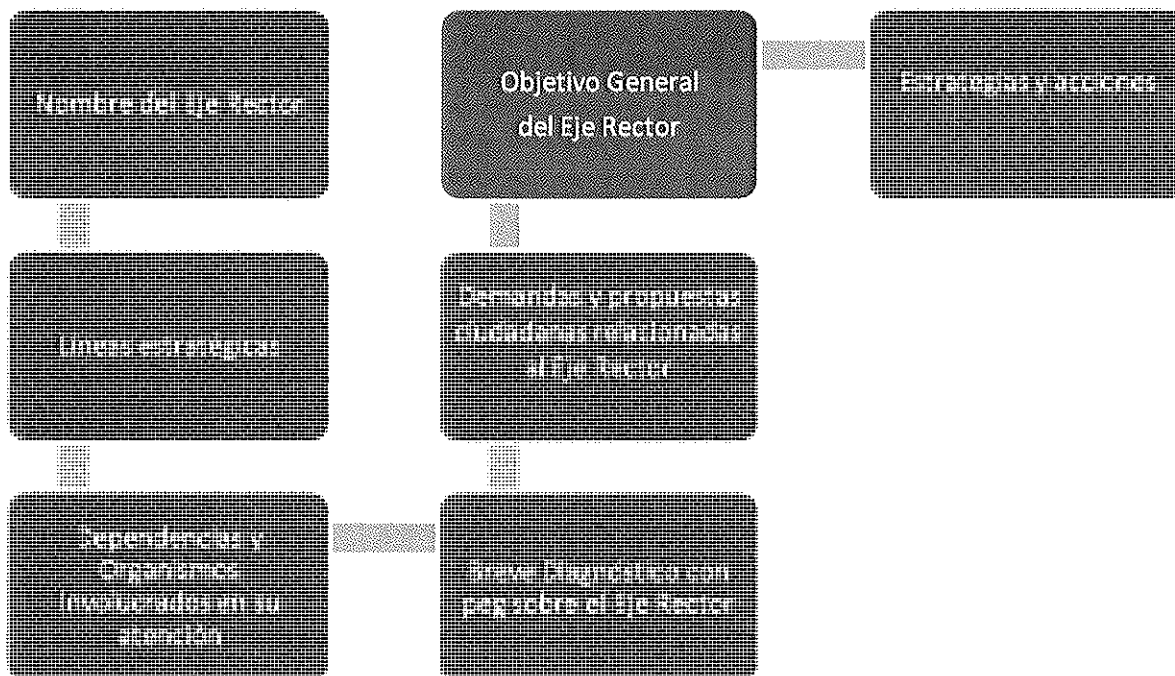 Nombre del Eje Rector
Líneas estratégicas
Dependencias y
Organismos
involucrados en su
atención
Breve Diagnóstico con
sobre el Eje Rector
Demandas y propuestas
ciudadanas relacionadas
al Eje Rector
Objetivo General
del Eje Rector
Estrategias y acciones